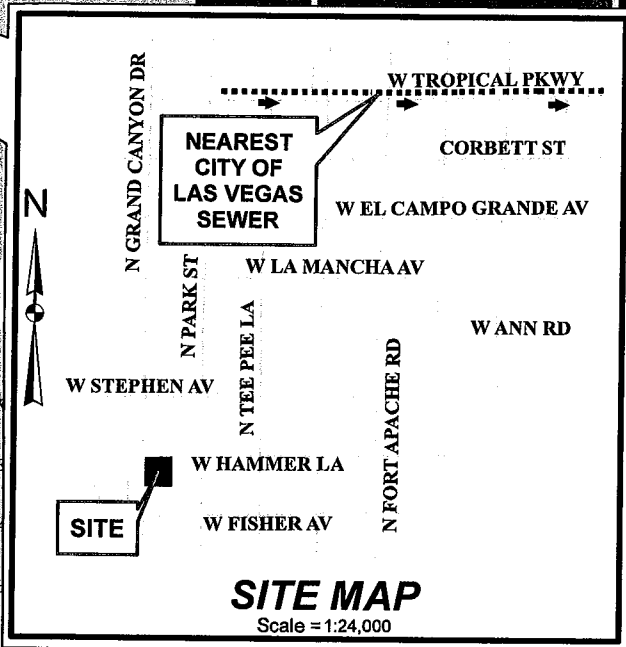 W TROPICAL PKWY
N GRAND CANYON DR
NEAREST
CITY OF
LAS VEGAS
SEWER
CORBETT ST
W EL CAMPO GRANDE AV
N
W LA MANCHA AV
N PARK ST
N TEE PEE LA
W ANN RD
N FORT APACHE RD
W STEPHEN AV
W HAMMER LA
SITE
W FISHER AV
SITE MAP
Scale = 1:24,000